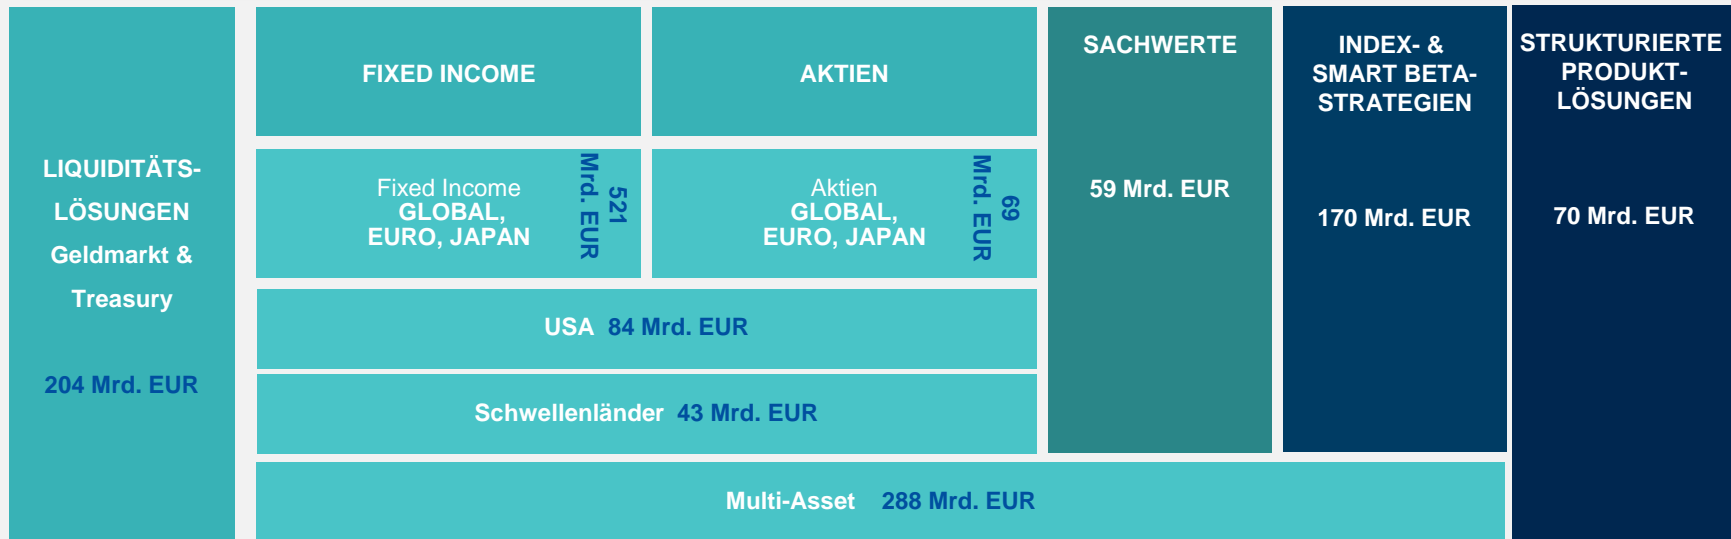 LIQUIDITÄTS-
LÖSUNGEN
Geldmarkt &
Treasury
204 Mrd. EUR
FIXED INCOME
Fixed Income
GLOBAL,
EURO, JAPAN
521
Mrd. EUR
AKTIEN
Aktien
GLOBAL,
EURO, JAPAN
69
Mrd. EUR
USA 84 Mrd. EUR
Schwellenländer 43 Mrd. EUR
Multi-Asset 288 Mrd. EUR
SACHWERTE
59 Mrd. EUR
INDEX- &
SMART BETA-
STRATEGIEN
170 Mrd. EUR
STRUKTURIERTE
PRODUKT-
LÖSUNGEN
70 Mrd. EUR